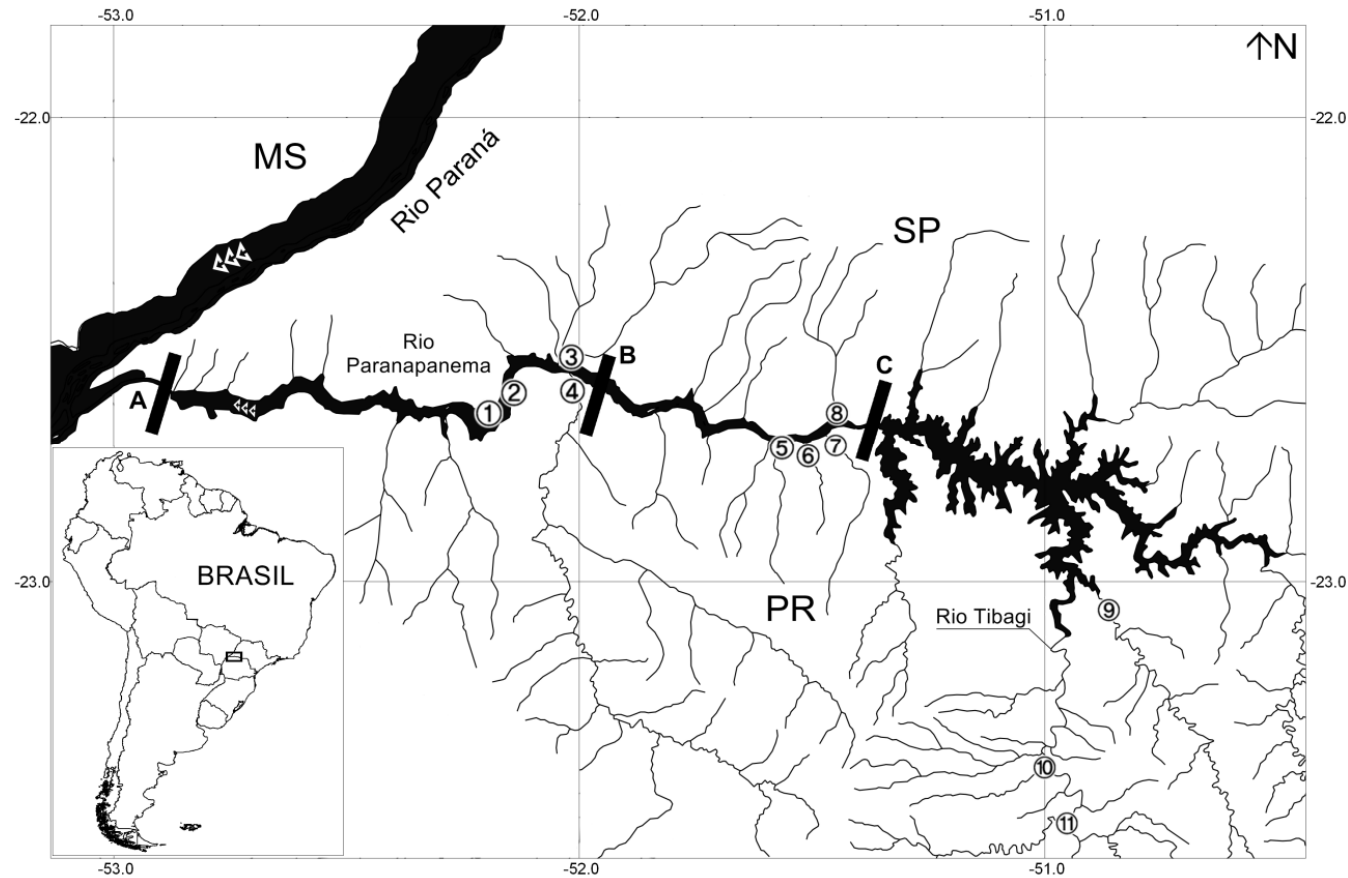 -53.0
-52.0
-51.0
↑N
-22.0
-22.0
MS
Rio Paraná
SP
Rio
Paranapanema
A
B
C
1
2
3
4
5
6
7
8
-23.0
-23.0
BRASIL
PR
Rio Tibagi
9
10
11
-53.0
-52.0
-51.0